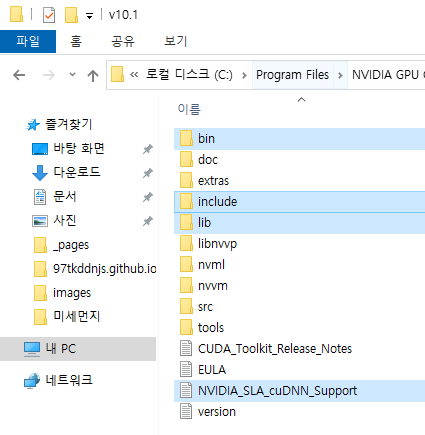 v10.1
파일 홈 공유 보기
« 로컬 디스크 (C:) › Program Files › NVIDIA GPU
이름
즐겨찾기
바탕 화면
다운로드
문서
사진
_pages
97tkddnjs.github.io
images
미세먼지
내 PC
네트워크
bin
doc
extras
include
lib
libnvvp
nvml
nvvm
src
tools
CUDA_Toolkit_Release_Notes
EULA
NVIDIA_SLA_cuDNN_Support
version